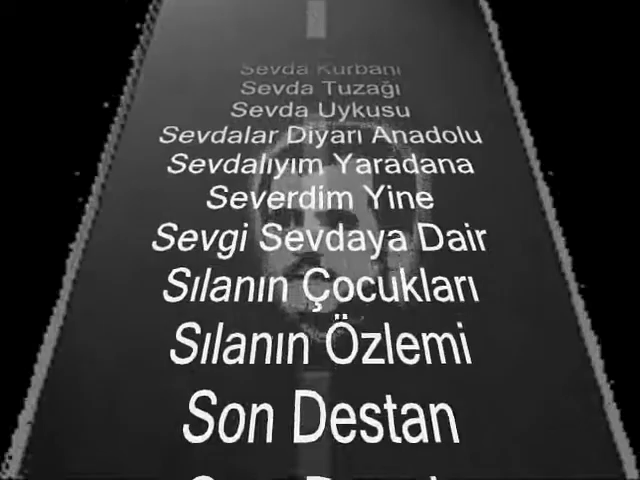 Sevda Kurbanı
Sevda Tuzağı
Sevda Uykusu
Sevdalar Diyarı Anadolu
Sevdalıyım Yaradana
Severdim Yine
Sevgi Sevdaya Dair
Sılanın Çocukları
Sılanın Özlemi
Son Destan